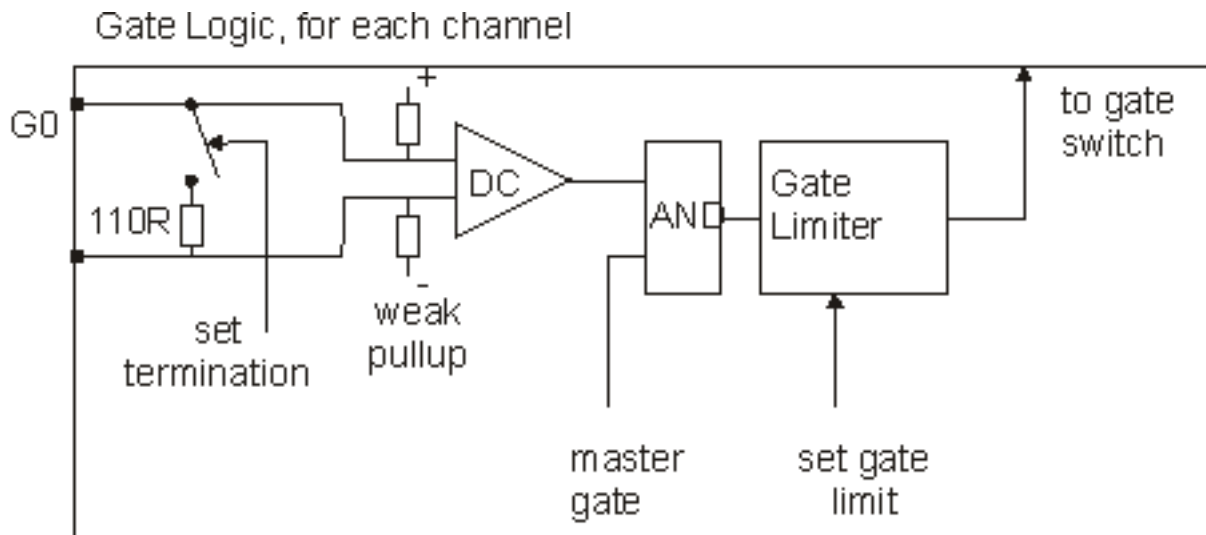 Gate Logic, for each channel
+
to gate
switch
G0
DC
Gate
Limiter
AND
110R
-
weak
pullup
set
termination
master
gate
set gate
limit